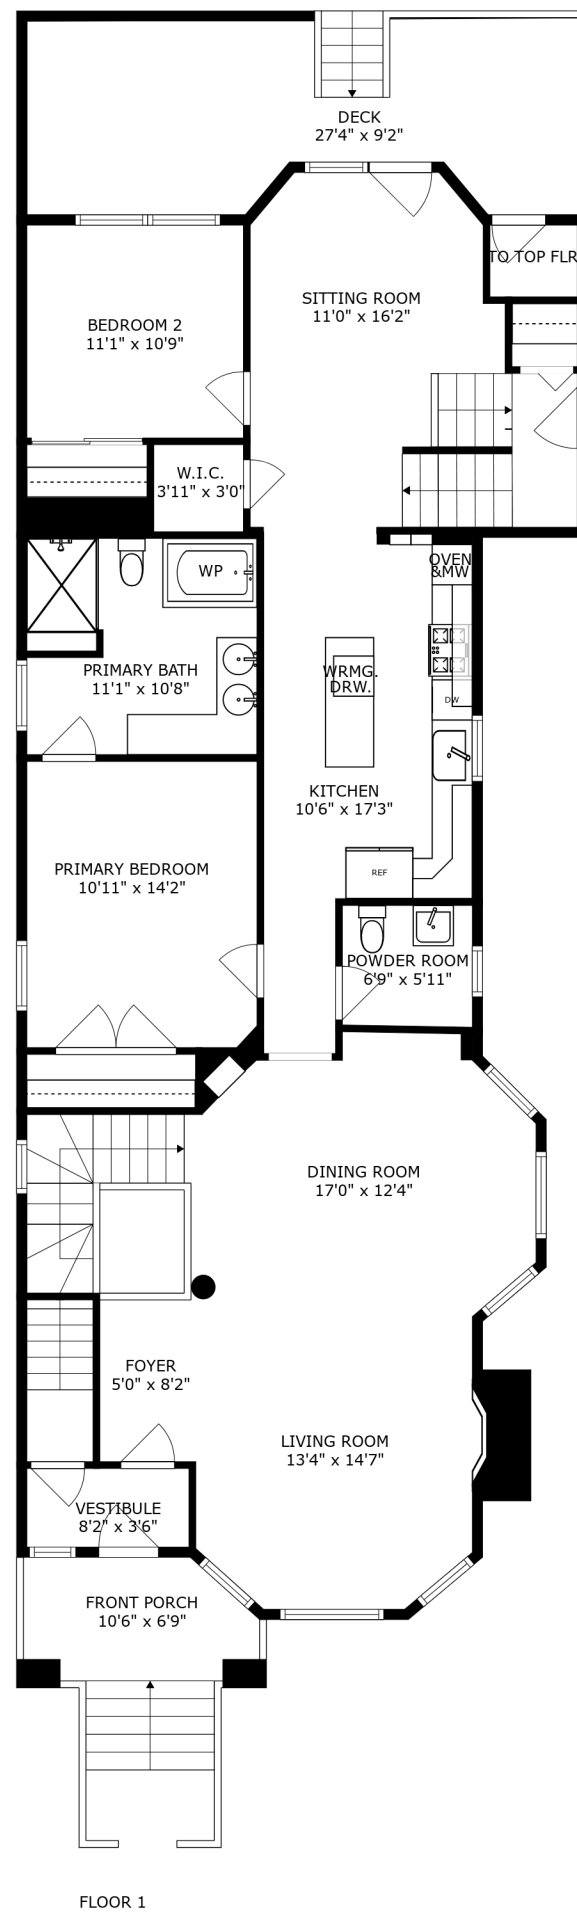 DECK
27'4" x 9'2"
TO TOP FLR
SITTING ROOM
11'0" x 16'2"
BEDROOM 2
11'1" x 10'9"
W.I.C.
3'11" x 3'0"
OVEN
&MW
WP
PRIMARY BATH
11'1" x 10'8"
WRMG.
DRW.
DW
KITCHEN
10'6" x 17'3"
PRIMARY BEDROOM
10'11" x 14'2"
REF
POWDER ROOM
6'9" x 5'11"
DINING ROOM
17'0" x 12'4"
FOYER
5'0" x 8'2"
LIVING ROOM
13'4" x 14'7"
VESTIBULE
8'2" x 3'6"
FRONT PORCH
10'6" x 6'9"
FLOOR 1